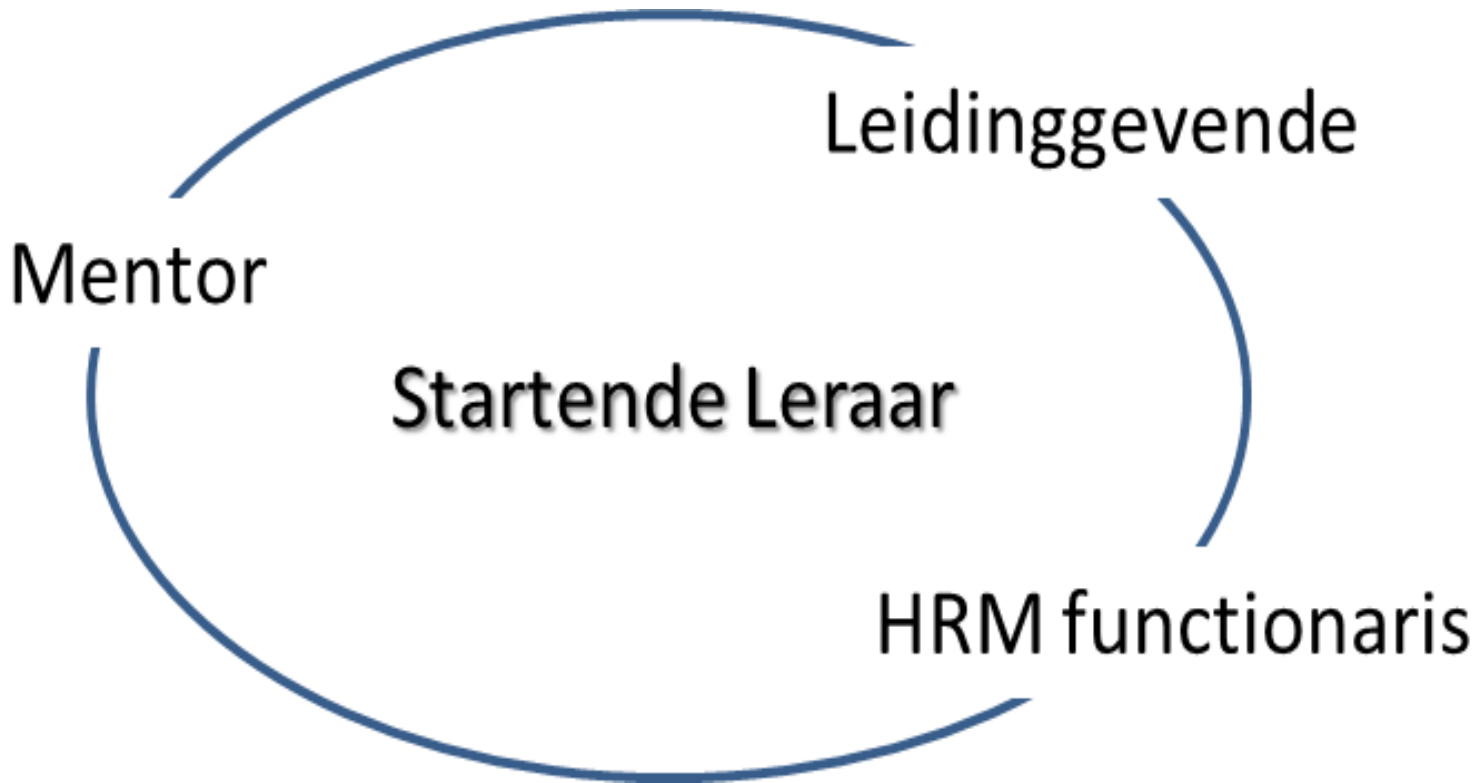 Leidinggevende
Mentor
Startende Leraar
HRM functionaris